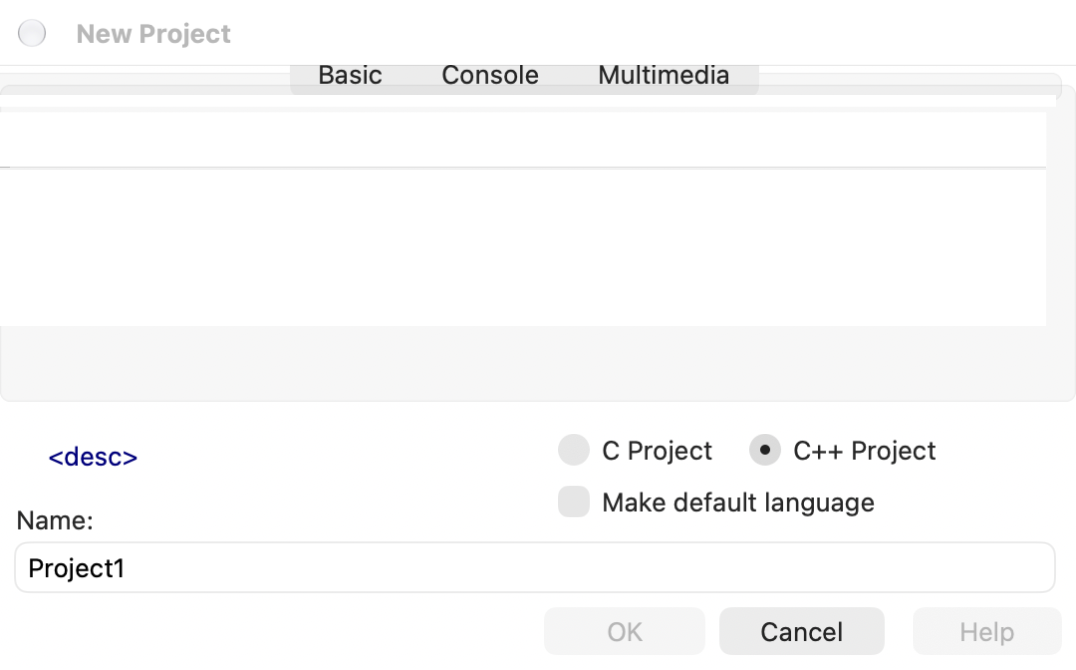 New Project
Basic Console Multimedia
<desc>
C Project C++ Project
Make default language
Name:
Project1
OK Cancel Help